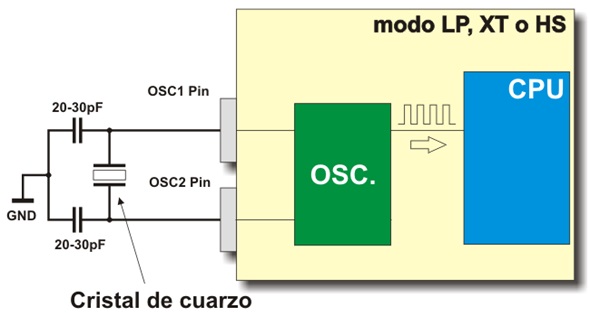 modo LP, XT o HS
CPU
OSC1 Pin
20-30pF
OSC.
OSC2 Pin
GND
20-30pF
Cristal de cuarzo